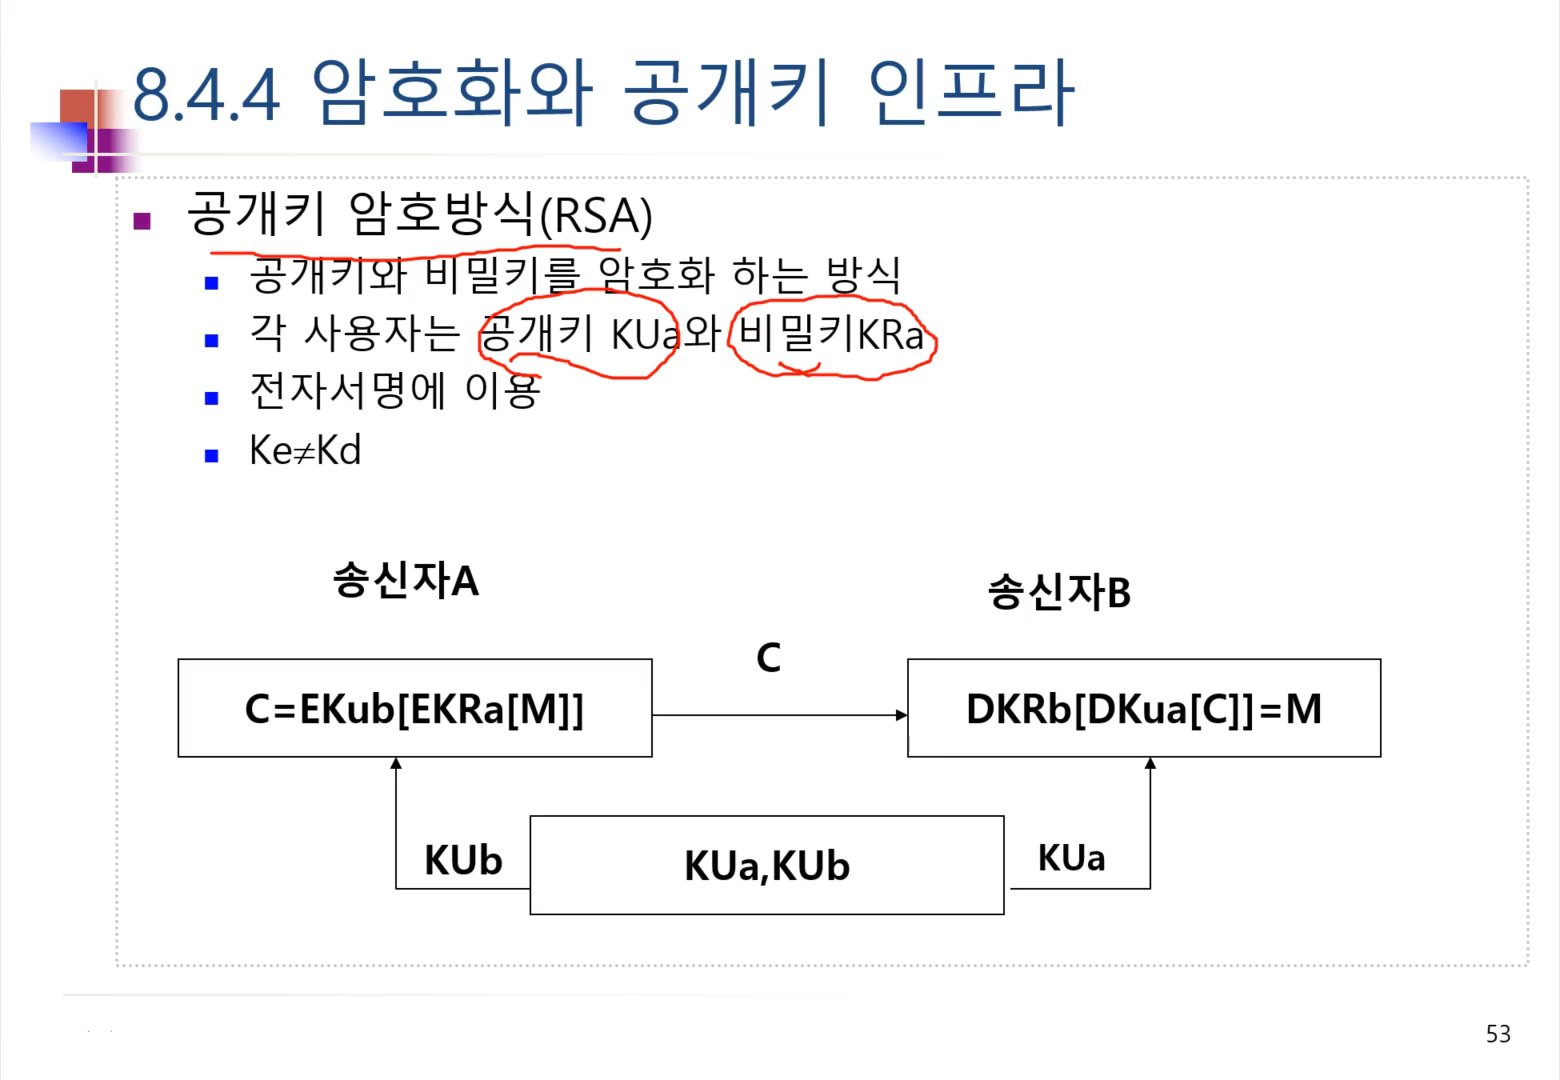 8.4.4 암호화와 공개키 인프라
공개키 암호방식(RSA)
공개키와 비밀키를 암호화 하는 방식
각 사용자는 공개키 KUa와 비밀키KRa
전자서명에 이용
Ke≠Kd
송신자A
송신자B
C
C=EKub[EKRa[M]]
DKRb[DKua[C]]=M
KUb
KUa,KUb
KUa
53